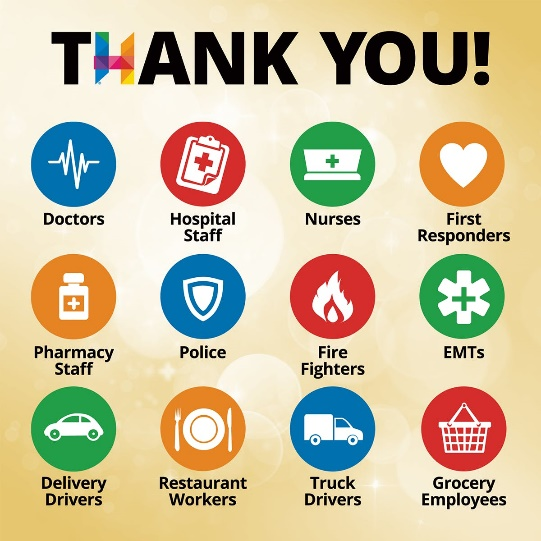 THANK YOU!
Doctors
Hospital
Staff
Nurses
First
Responders
Pharmacy
Staff
Police
Fire
Fighters
EMTs
Delivery
Drivers
Restaurant
Workers
Truck
Drivers
Grocery
Employees